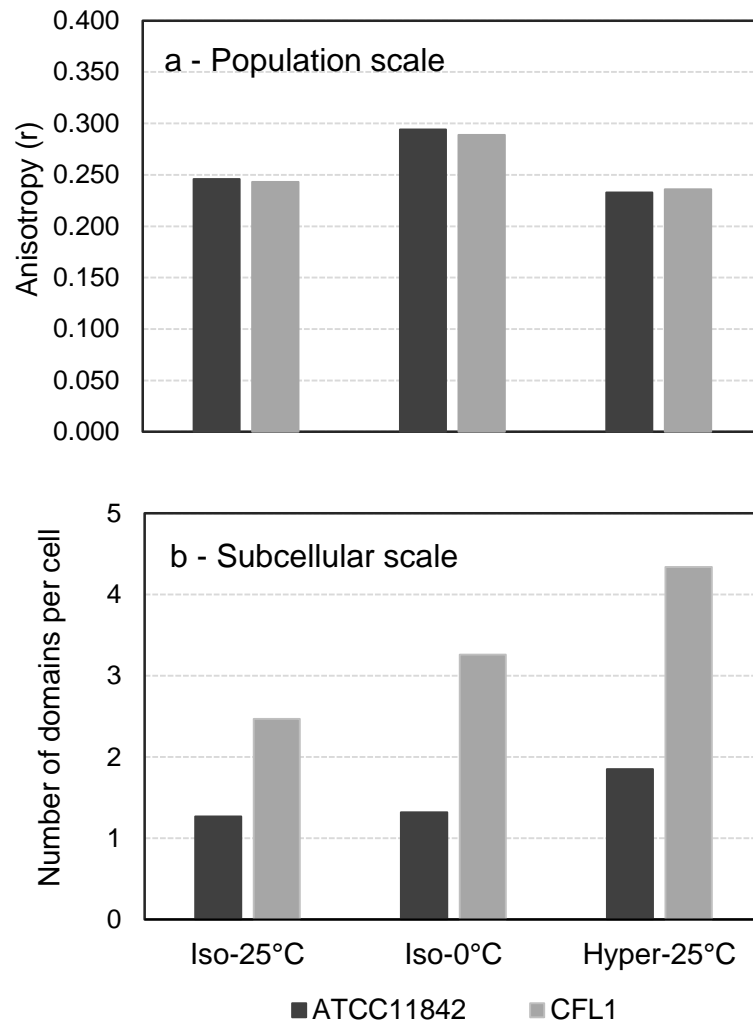 0.400
a - Population scale
0.350
0.300
0.250
0.200
0.150
0.100
0.050
0.000
Anisotropy (r)
5
b - Subcellular scale
4
3
2
1
0
Number of domains per cell
Iso-25°C Iso-0°C Hyper-25°C
ATCC11842 CFL1